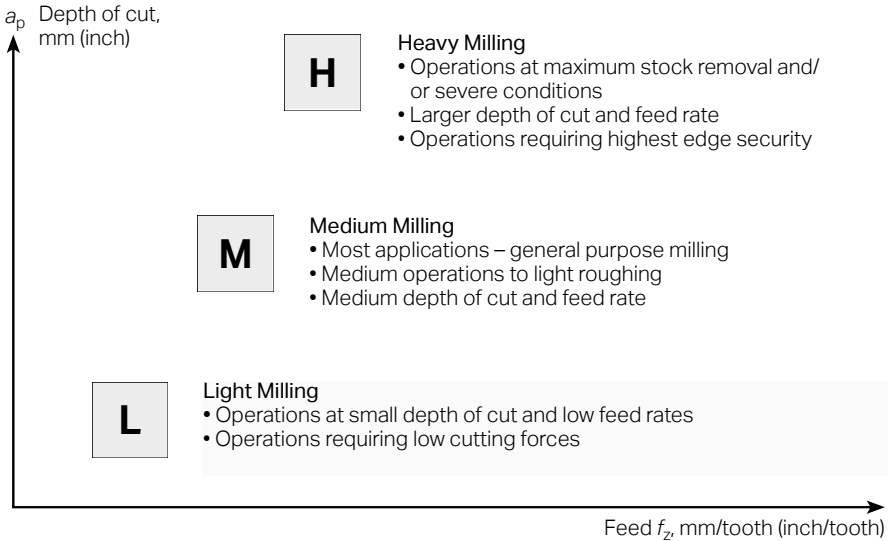 ap Depth of cut,
mm (inch)
H
Heavy Milling
• Operations at maximum stock removal and/
or severe conditions
• Larger depth of cut and feed rate
• Operations requiring highest edge security
M
Medium Milling
• Most applications – general purpose milling
• Medium operations to light roughing
• Medium depth of cut and feed rate
L
Light Milling
• Operations at small depth of cut and low feed rates
• Operations requiring low cutting forces
Feed fz, mm/tooth (inch/tooth)